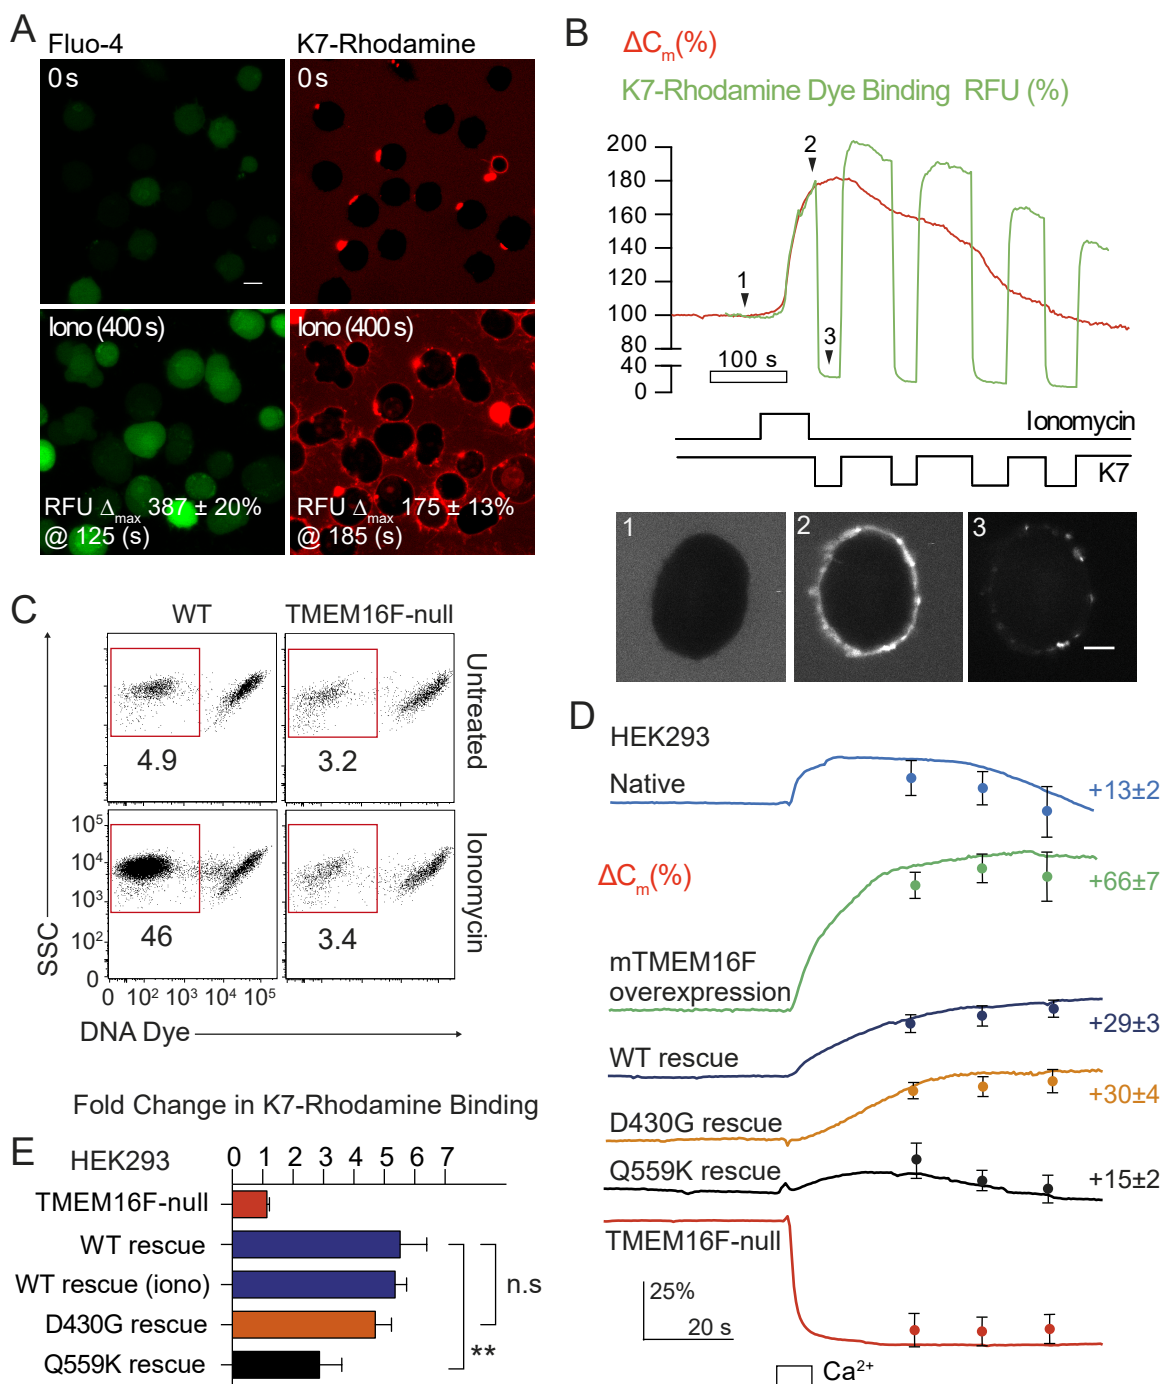 A
Fluo-4
K7-Rhodamine
0 s
0 s
Iono (400 s)
Iono (400 s)
RFU Δmax 387 ± 20%
@ 125 (s)
RFU Δmax 175 ± 13%
@ 185 (s)
B
ΔCm(%)
K7-Rhodamine Dye Binding RFU (%)
200
180
160
140
120
100
80
40
0
1
2
3
100 s
Ionomycin
K7
1
2
3
C
WT
TMEM16F-null
Untreated
4.9
3.2
Ionomycin
46
3.4
10⁵
10⁴
10³
10²
0
0 10² 10³ 10⁴ 10⁵
SSC
DNA Dye
D
HEK293
Native
+13±2
ΔCm(%)
+66±7
mTMEM16F
overexpression
WT rescue
+29±3
D430G rescue
+30±4
Q559K rescue
+15±2
TMEM16F-null
25%
20 s
Ca²⁺
Fold Change in K7-Rhodamine Binding
E
HEK293
0 1 2 3 4 5 6 7
TMEM16F-null
WT rescue
WT rescue (iono)
D430G rescue
Q559K rescue
n.s
**